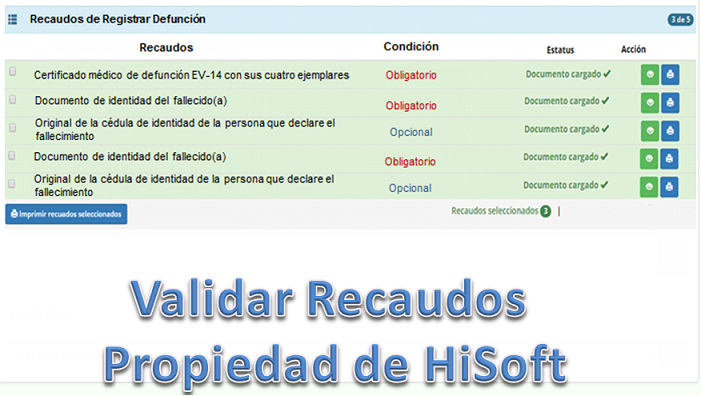 Recaudos de Registrar Defunción 3 de 5
Recaudos Condición Estatus Acción
Certificado médico de defunción EV-14 con sus cuatro ejemplares Obligatorio Documento cargado ✔
Documento de identidad del fallecido(a) Obligatorio Documento cargado ✔
Original de la cédula de identidad de la persona que declare el
fallecimiento Opcional Documento cargado ✔
Documento de identidad del fallecido(a) Obligatorio Documento cargado ✔
Original de la cédula de identidad de la persona que declare el
fallecimiento Opcional Documento cargado ✔
Imprimir recuados seleccionados Recaudos seleccionados 3 |
Validar Recaudos
Propiedad de HiSoft